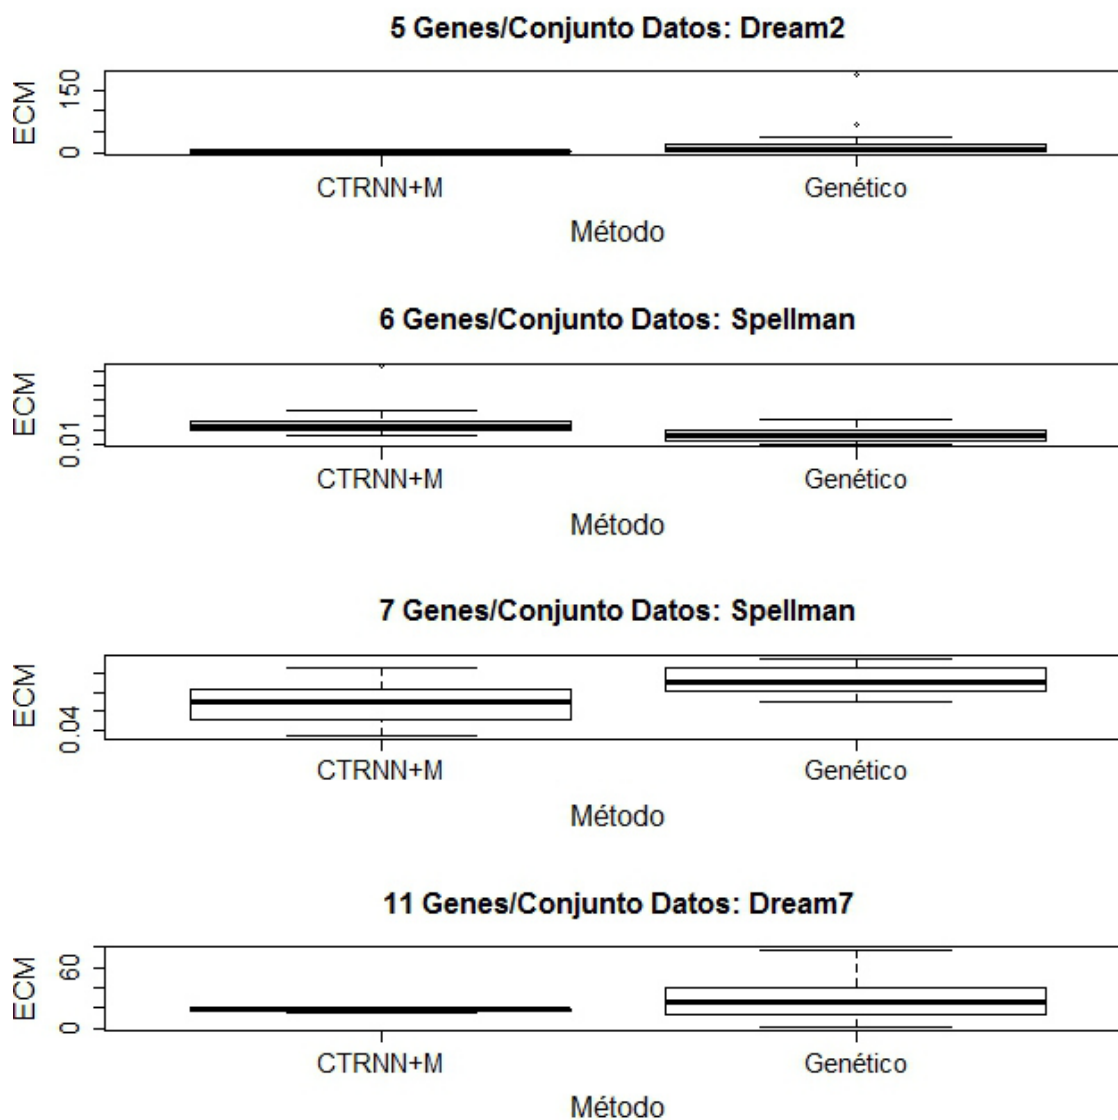 5 Genes/Conjunto Datos: Dream2
ECM
150
0
CTRNN+M
Genético
Método
6 Genes/Conjunto Datos: Spellman
ECM
0.01
CTRNN+M
Genético
Método
7 Genes/Conjunto Datos: Spellman
ECM
0.04
CTRNN+M
Genético
Método
11 Genes/Conjunto Datos: Dream7
ECM
60
0
CTRNN+M
Genético
Método